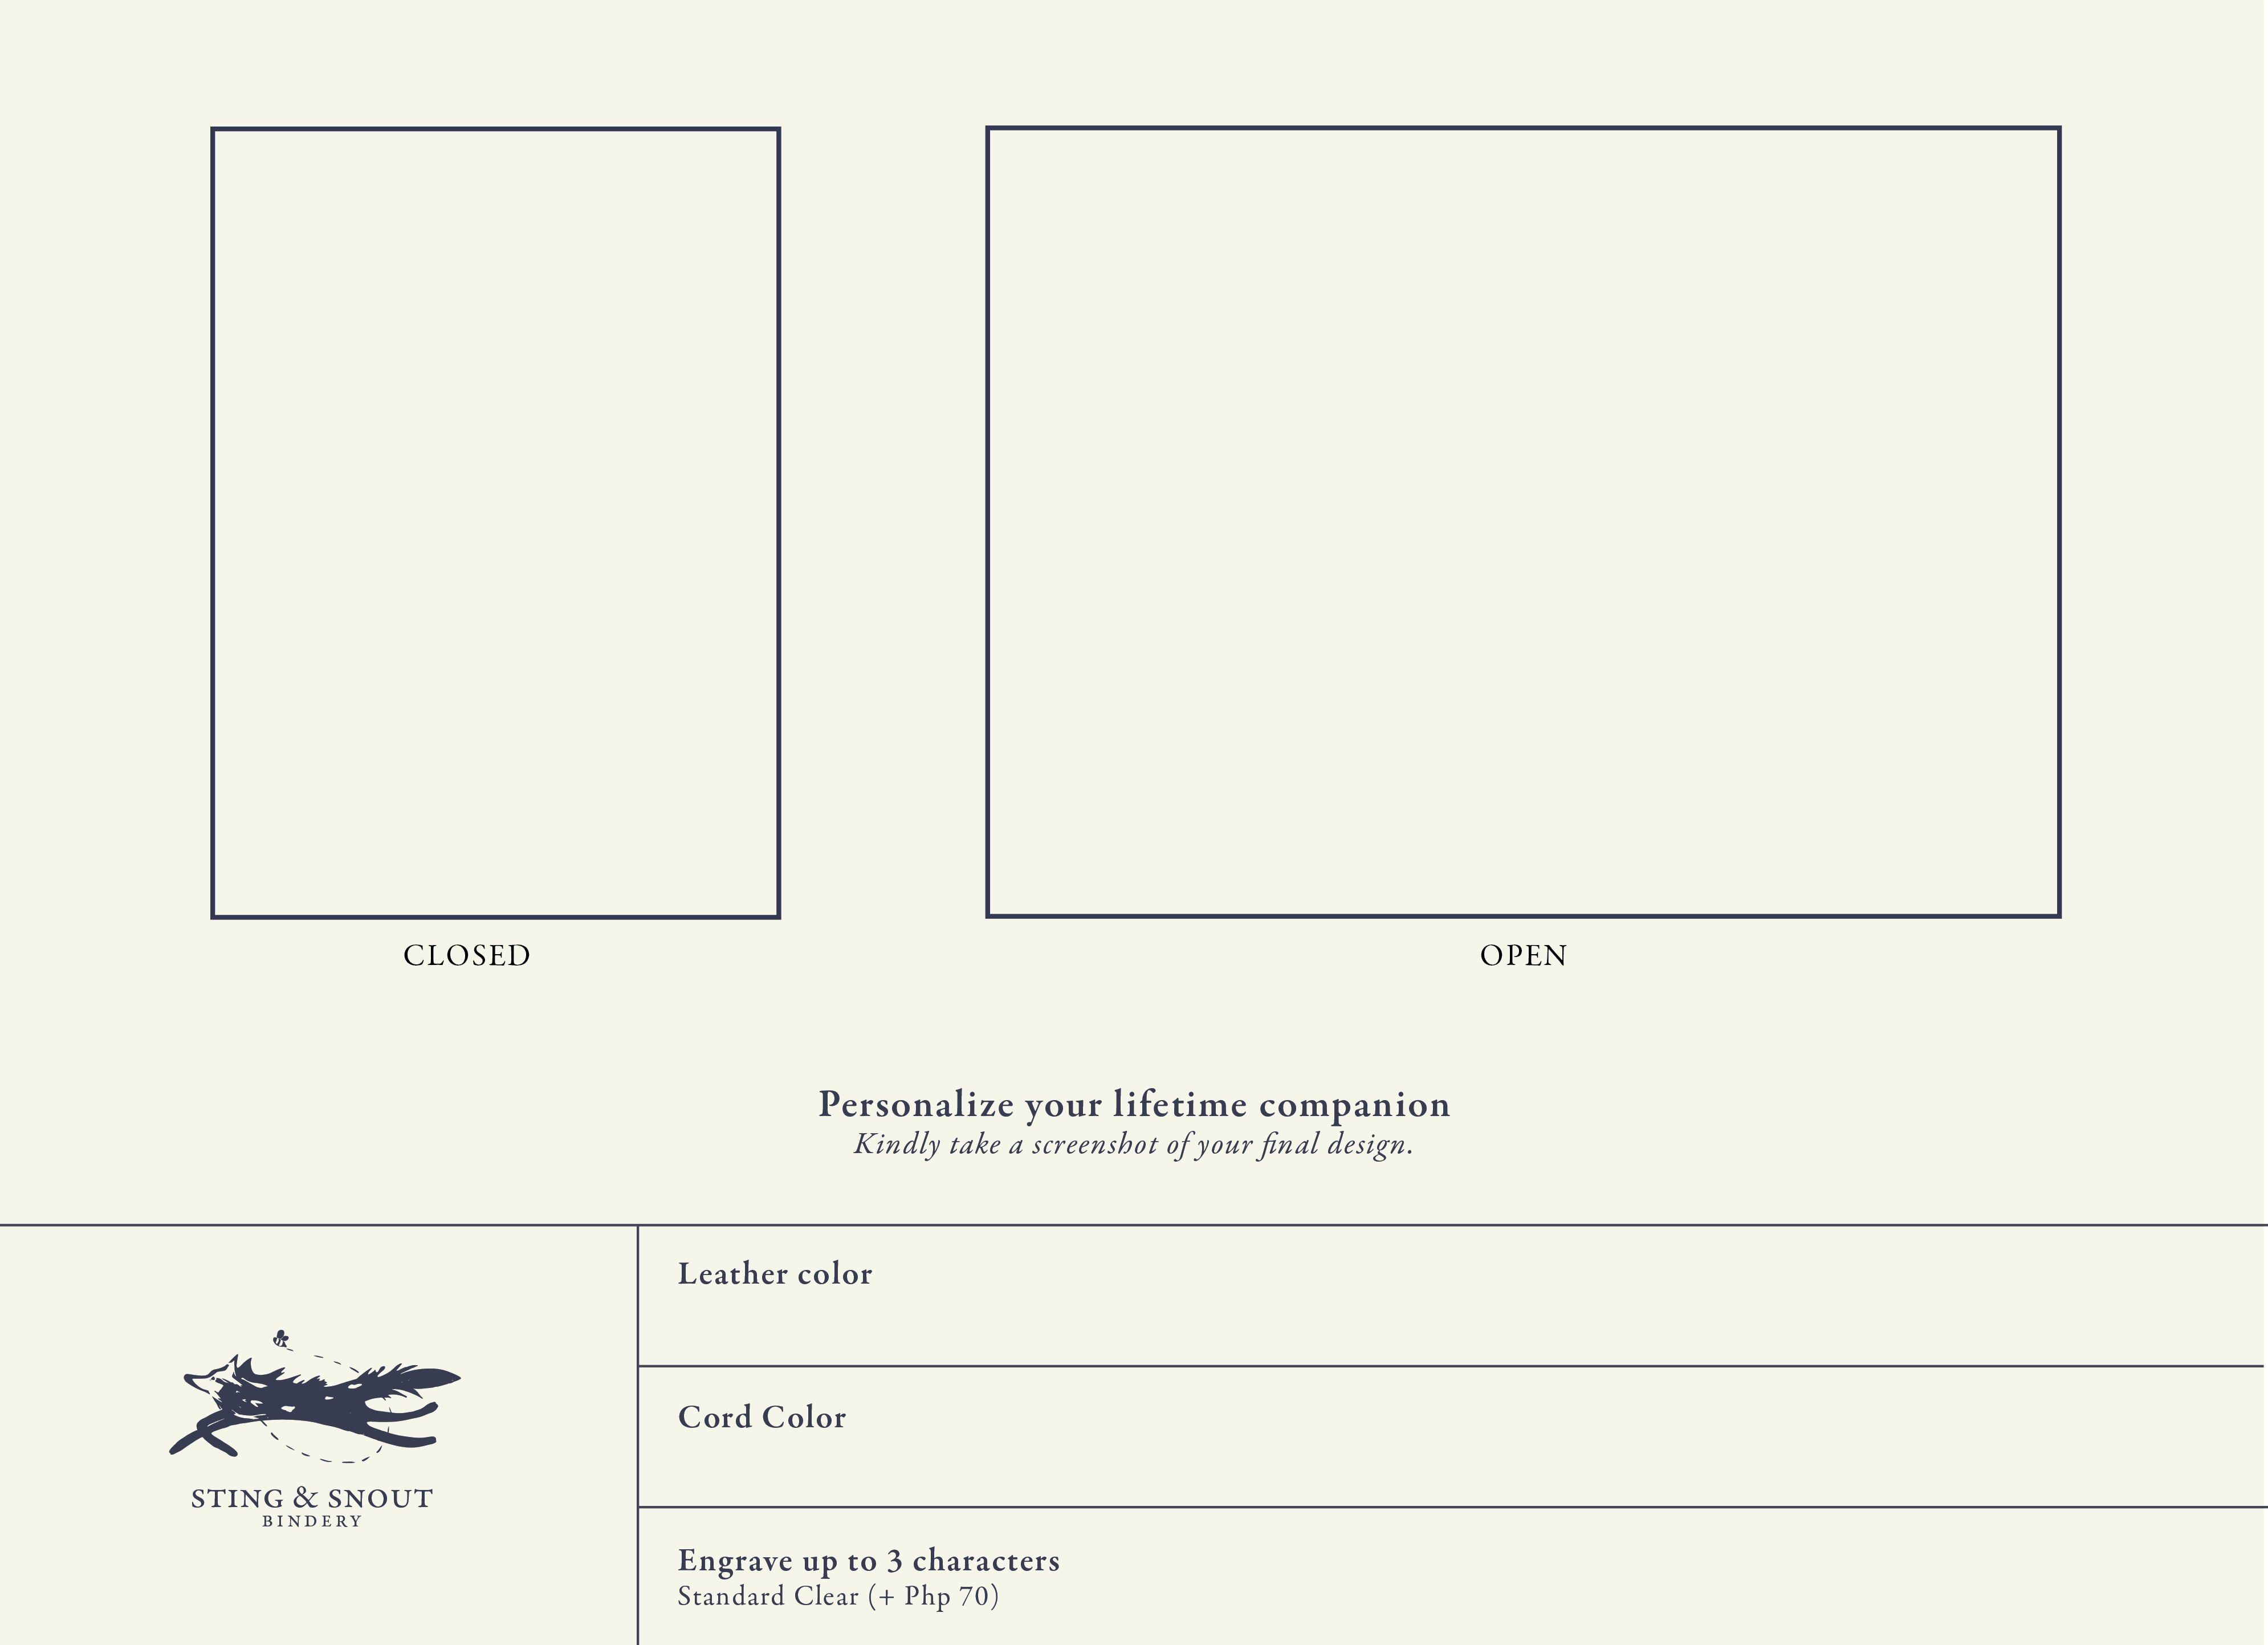 CLOSED
OPEN
Personalize your lifetime companion
Kindly take a screenshot of your final design.
Leather color
Cord Color
STING & SNOUT
BINDERY
Engrave up to 3 characters
Standard Clear (+ Php 70)